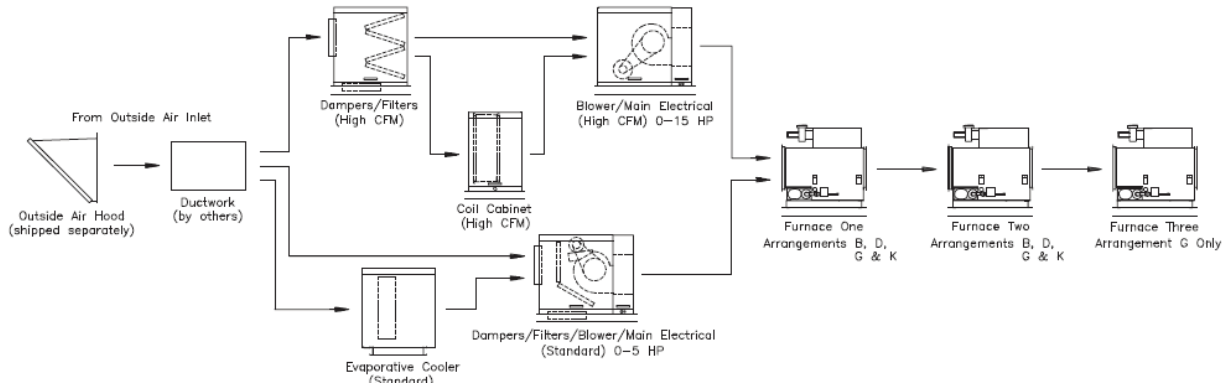 From Outside Air Inlet
Outside Air Hood
(shipped separately)
Ductwork
(by others)
Dampers/Filters
(High CFM)
Coil Cabinet
(High CFM)
Blower/Main Electrical
(High CFM) 0-15 HP
Evaporative Cooler
(Standard)
Dampers/Filters/Blower/Main Electrical
(Standard) 0-5 HP
Furnace One
Arrangements B, D,
G & K
Furnace Two
Arrangements B, D,
G & K
Furnace Three
Arrangement G Only